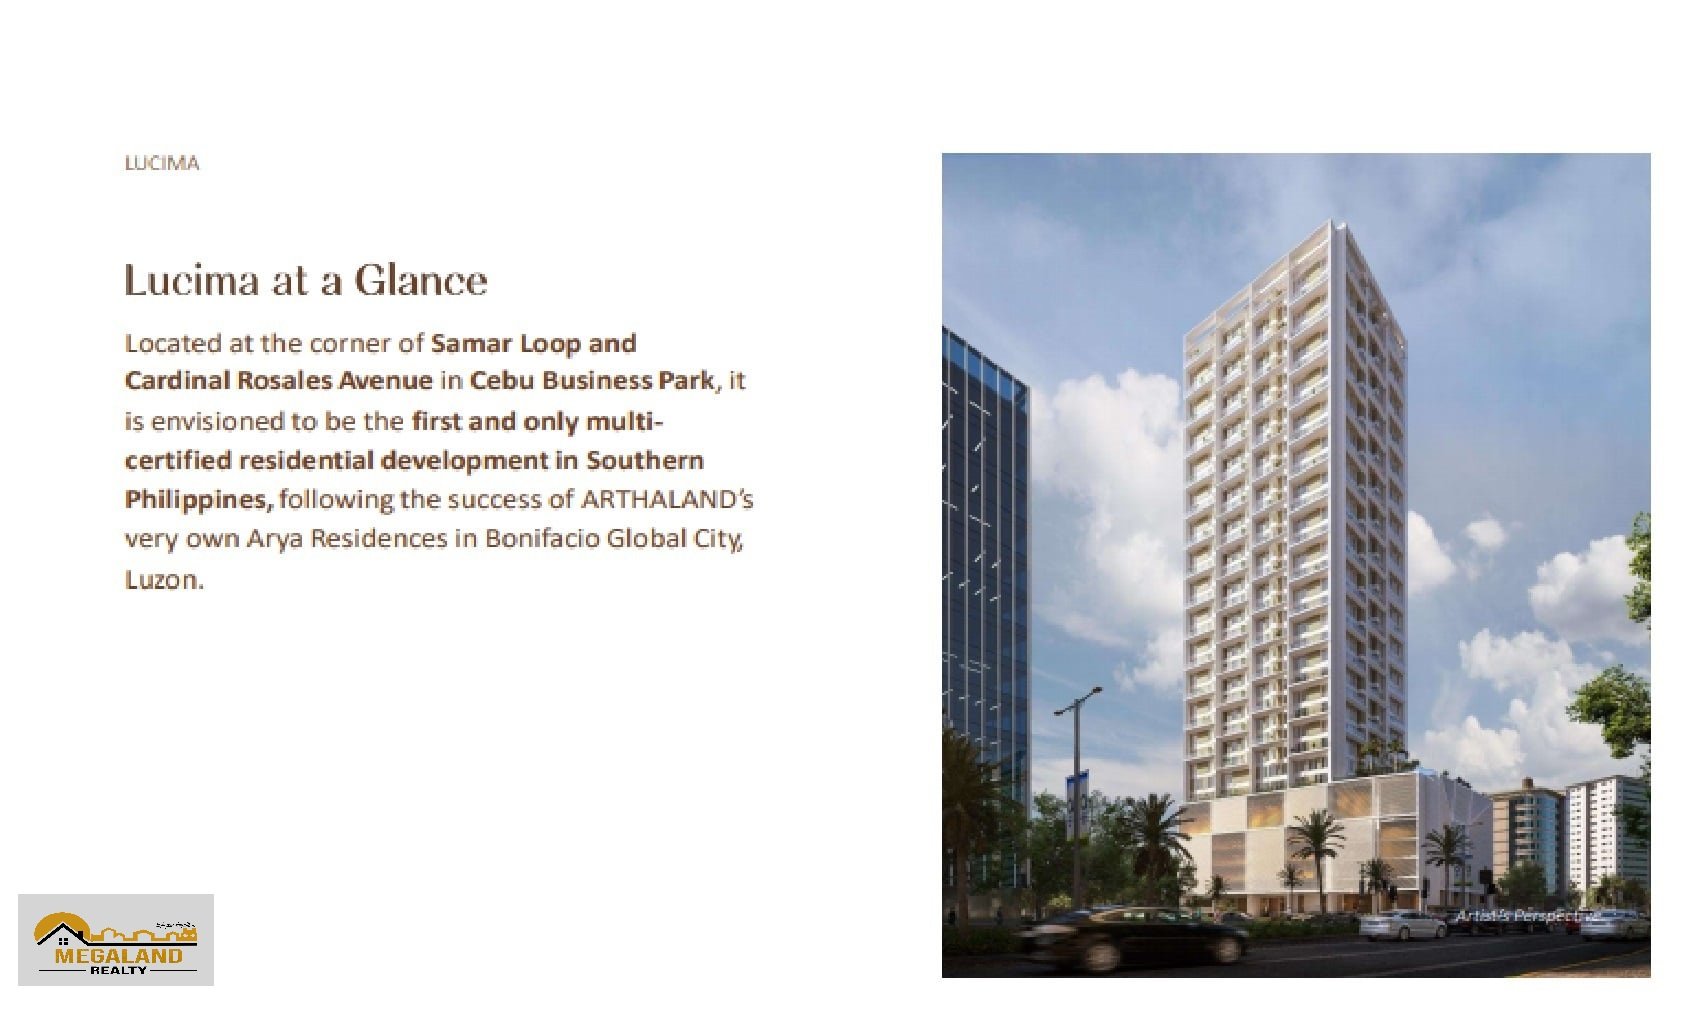 LUCIMA
Lucima at a Glance
Located at the corner of Samar Loop and
Cardinal Rosales Avenue in Cebu Business Park, it
is envisioned to be the first and only multi-
certified residential development in Southern
Philippines, following the success of ARTHALAND's
very own Arya Residences in Bonifacio Global City,
Luzon.
Artist's Perspective
MEGALAND
REALTY